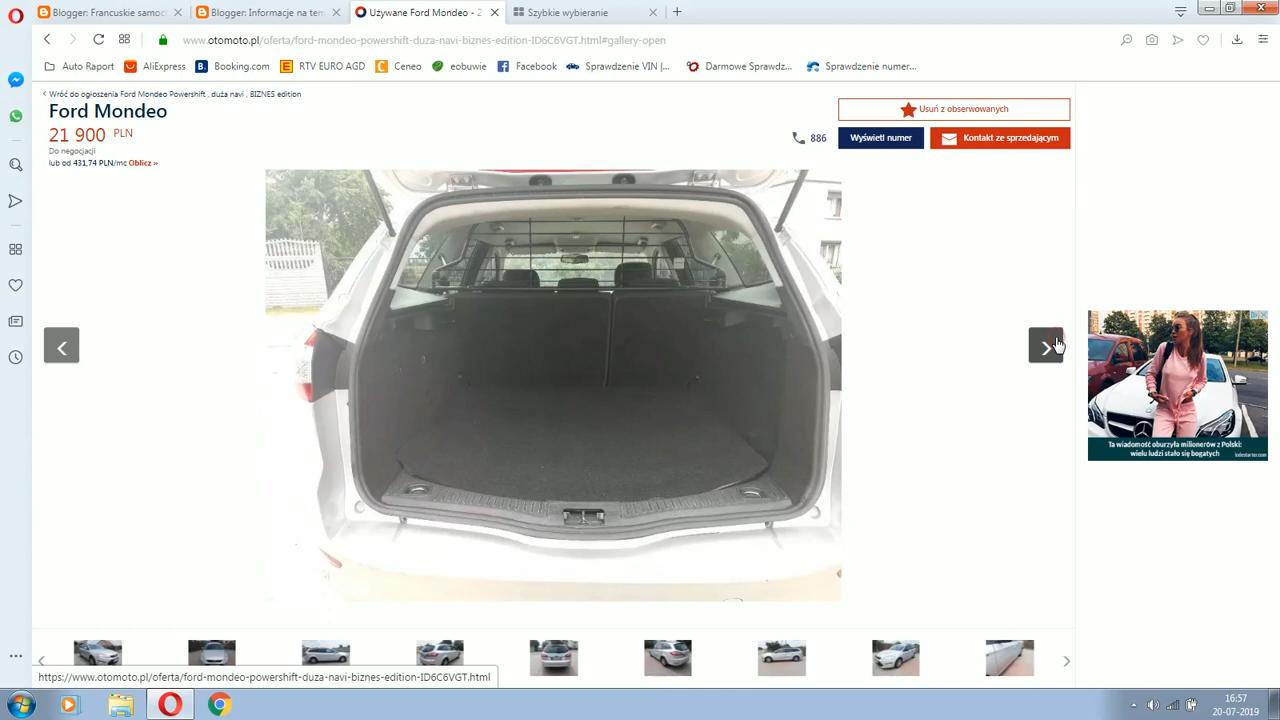 Blogger: Francuskie samoc
Blogger: Informacje na tem
Używane Ford Mondeo - 2
Szybkie wybieranie
www.otomoto.pl/oferta/ford-mondeo-powershift-duza-navi-biznes-edition-ID6C6VGT.html#gallery-open
Auto Raport
AliExpress
Booking.com
RTV EURO AGD
Ceneo
eobuwie
Facebook
Sprawdzenie VIN |...
Darmowe Sprawdz...
Sprawdzenie numer...
Wróć do ogłoszenia Ford Mondeo Powershift , duża navi , BIZNES edition
Ford Mondeo
21 900 PLN
Do negocjacji
lub od 431,74 PLN/mc Oblicz »
Usuń z obserwowanych
886
Wyświetl numer
Kontakt ze sprzedającym
Ta wiadomość oburzyła milionerów z Polski:
wielu ludzi stało się bogatych
lodestarter.com
https://www.otomoto.pl/oferta/ford-mondeo-powershift-duza-navi-biznes-edition-ID6C6VGT.html
16:57
20-07-2019